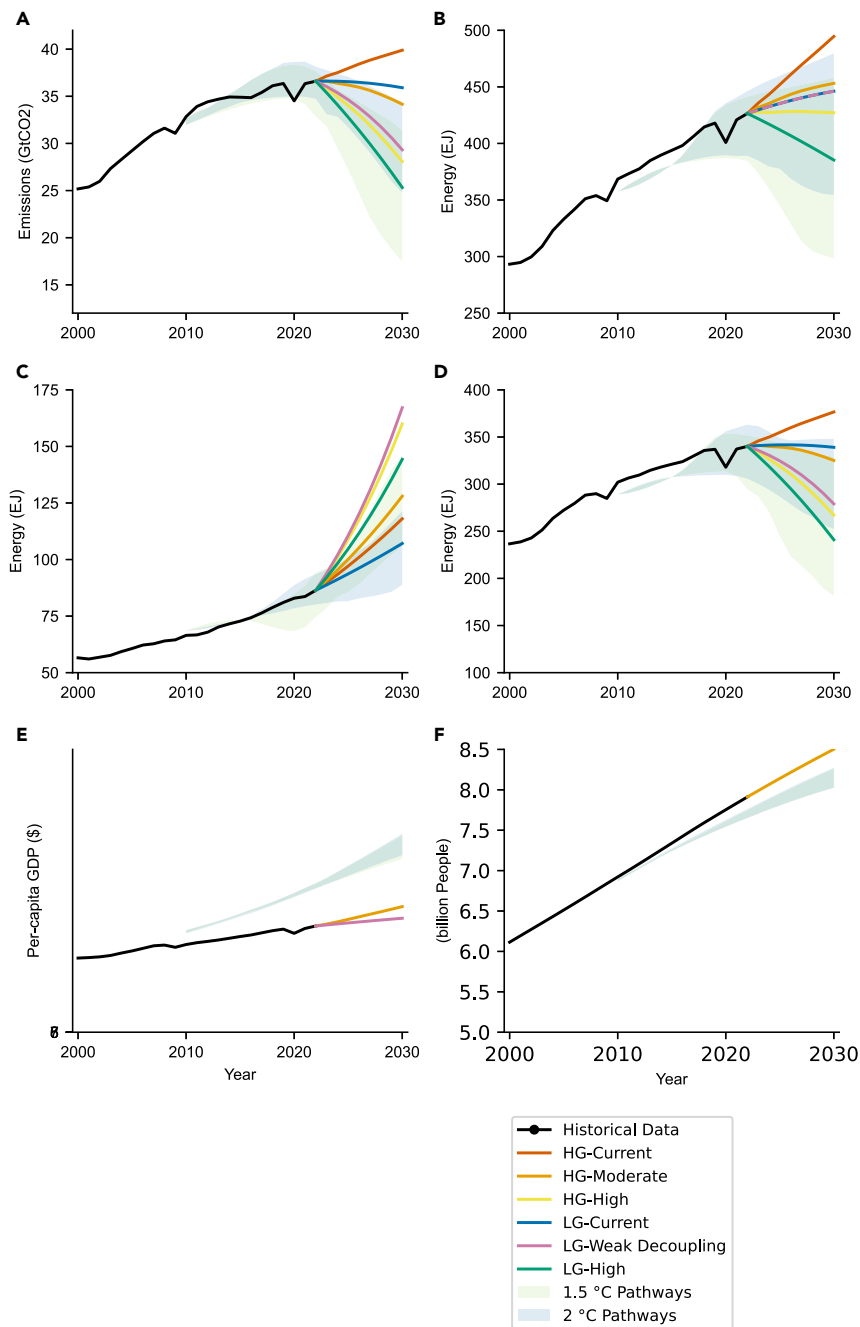 A
Emissions (GtCO2)
40
35
30
25
20
15
2000
2010
2020
2030
B
Energy (EJ)
500
450
400
350
300
250
2000
2010
2020
2030
C
Energy (EJ)
175
150
125
100
75
50
2000
2010
2020
2030
D
Energy (EJ)
400
350
300
250
200
150
100
2000
2010
2020
2030
E
Per-capita GDP ($)
2000
2010
2020
2030
Year
F
(billion People)
8.5
8.0
7.5
7.0
6.5
6.0
5.5
5.0
2000
2010
2020
2030
Year
Historical Data
HG-Current
HG-Moderate
HG-High
LG-Current
LG-Weak Decoupling
LG-High
1.5 °C Pathways
2 °C Pathways